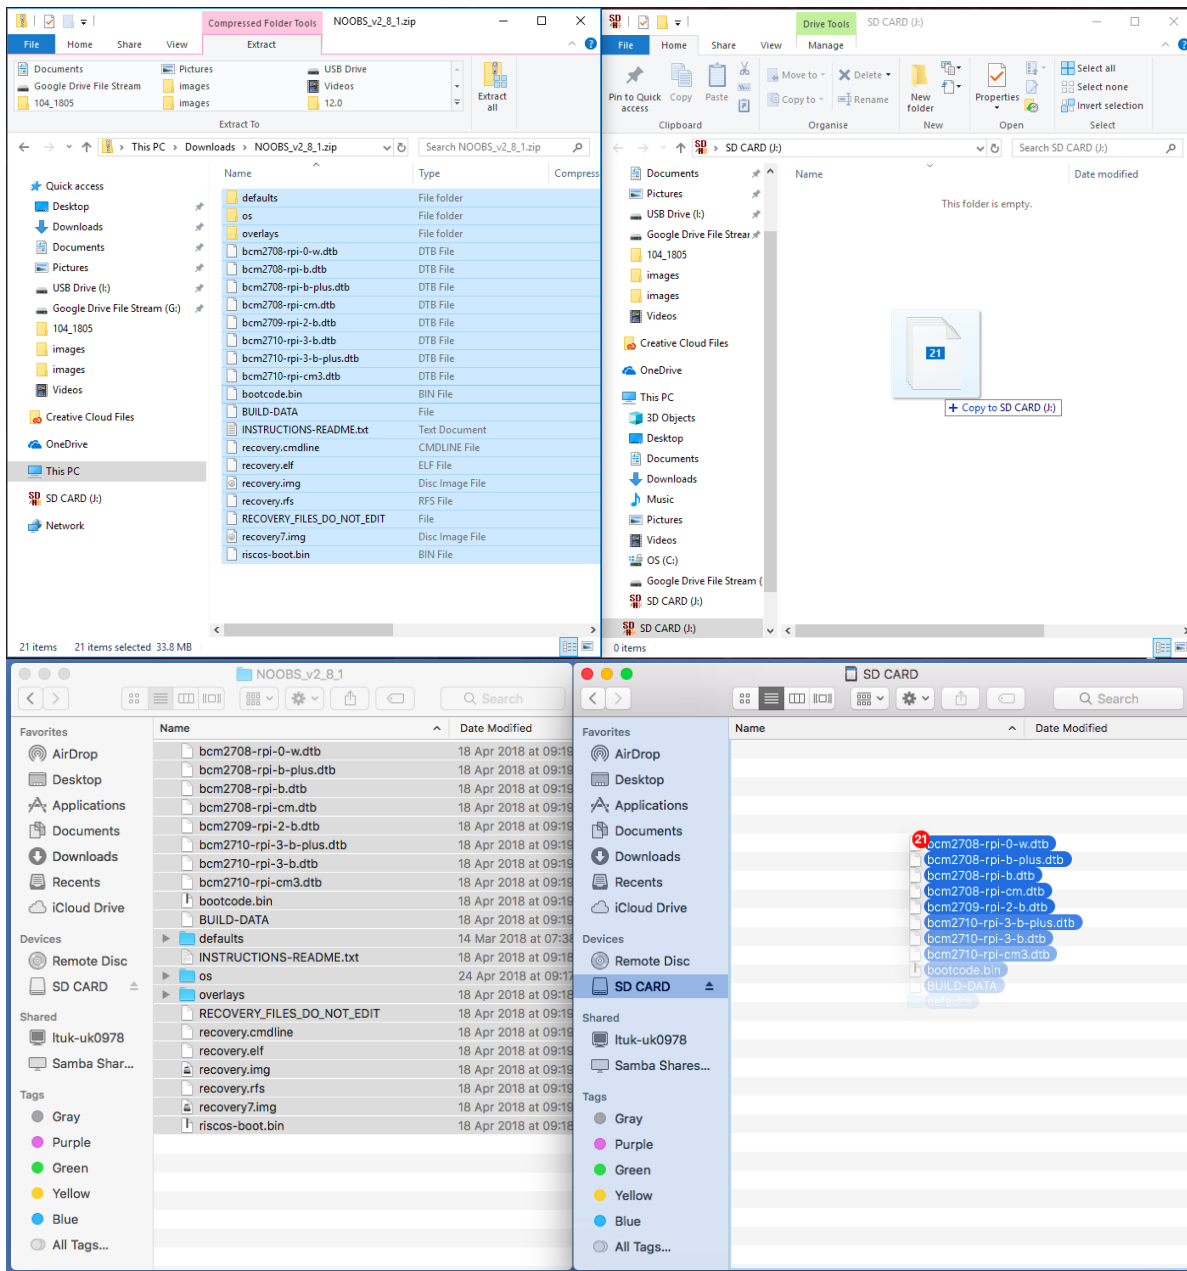 Compressed Folder Tools NOOBS_v2_8_1.zip
File Home Share View Extract
Documents Pictures USB Drive
Google Drive File Stream images Videos
104_1805 images 12.0
Extract all
Extract To
This PC > Downloads > NOOBS_v2_8_1.zip Search NOOBS_v2_8_1.zip
Name Type Compress
Quick access
Desktop
Downloads
Documents
Pictures
USB Drive (I:)
Google Drive File Stream (G:)
104_1805
images
images
Videos
Creative Cloud Files
OneDrive
This PC
SD CARD (J:)
Network
defaults File folder
os File folder
overlays File folder
bcm2708-rpi-0-w.dtb DTB File
bcm2708-rpi-b.dtb DTB File
bcm2708-rpi-b-plus.dtb DTB File
bcm2708-rpi-cm.dtb DTB File
bcm2709-rpi-2-b.dtb DTB File
bcm2710-rpi-3-b.dtb DTB File
bcm2710-rpi-3-b-plus.dtb DTB File
bcm2710-rpi-cm3.dtb DTB File
bootcode.bin BIN File
BUILD-DATA File
INSTRUCTIONS-README.txt Text Document
recovery.cmdline CMDLINE File
recovery.elf ELF File
recovery.img Disc Image File
recovery.rfs RFS File
RECOVERY_FILES_DO_NOT_EDIT File
recovery7.img Disc Image File
riscos-boot.bin BIN File
21 items 21 items selected 33.8 MB
Drive Tools SD CARD (J:)
File Home Share View Manage
Pin to Quick access Copy Paste
Move to Copy to Delete Rename
New folder Properties
Select all
Select none
Invert selection
Clipboard Organise New Open Select
SD CARD (J:) Search SD CARD (J:)
Name Date modified
This folder is empty.
Documents
Pictures
USB Drive (I:)
Google Drive File Strear
104_1805
images
images
Videos
Creative Cloud Files
OneDrive
This PC
3D Objects
Desktop
Documents
Downloads
Music
Pictures
Videos
OS (C:)
Google Drive File Stream (
SD CARD (J:)
SD CARD (J:)
21
+ Copy to SD CARD (J:)
0 items
NOOBS_v2_8_1
Search
Name Date Modified
Favorites
AirDrop
Desktop
Applications
Documents
Downloads
Recents
iCloud Drive
Devices
Remote Disc
SD CARD
Shared
ltuk-uk0978
Samba Shar...
Tags
Gray
Purple
Green
Yellow
Blue
All Tags...
bcm2708-rpi-0-w.dtb 18 Apr 2018 at 09:19
bcm2708-rpi-b-plus.dtb 18 Apr 2018 at 09:19
bcm2708-rpi-b.dtb 18 Apr 2018 at 09:19
bcm2708-rpi-cm.dtb 18 Apr 2018 at 09:19
bcm2709-rpi-2-b.dtb 18 Apr 2018 at 09:19
bcm2710-rpi-3-b-plus.dtb 18 Apr 2018 at 09:19
bcm2710-rpi-3-b.dtb 18 Apr 2018 at 09:19
bcm2710-rpi-cm3.dtb 18 Apr 2018 at 09:19
bootcode.bin 18 Apr 2018 at 09:19
BUILD-DATA 18 Apr 2018 at 09:19
defaults 14 Mar 2018 at 07:38
INSTRUCTIONS-README.txt 18 Apr 2018 at 09:18
os 24 Apr 2018 at 09:17
overlays 18 Apr 2018 at 09:18
RECOVERY_FILES_DO_NOT_EDIT 18 Apr 2018 at 09:19
recovery.cmdline 18 Apr 2018 at 09:19
recovery.elf 18 Apr 2018 at 09:19
recovery.img 18 Apr 2018 at 09:19
recovery.rfs 18 Apr 2018 at 09:19
recovery7.img 18 Apr 2018 at 09:19
riscos-boot.bin 18 Apr 2018 at 09:18
SD CARD
Search
Name Date Modified
Favorites
AirDrop
Desktop
Applications
Documents
Downloads
Recents
iCloud Drive
Devices
Remote Disc
SD CARD
Shared
ltuk-uk0978
Samba Shares...
Tags
Gray
Purple
Green
Yellow
Blue
All Tags...
21
bcm2708-rpi-0-w.dtb
bcm2708-rpi-b-plus.dtb
bcm2708-rpi-b.dtb
bcm2708-rpi-cm.dtb
bcm2709-rpi-2-b.dtb
bcm2710-rpi-3-b-plus.dtb
bcm2710-rpi-3-b.dtb
bcm2710-rpi-cm3.dtb
bootcode.bin
BUILD-DATA
defaults